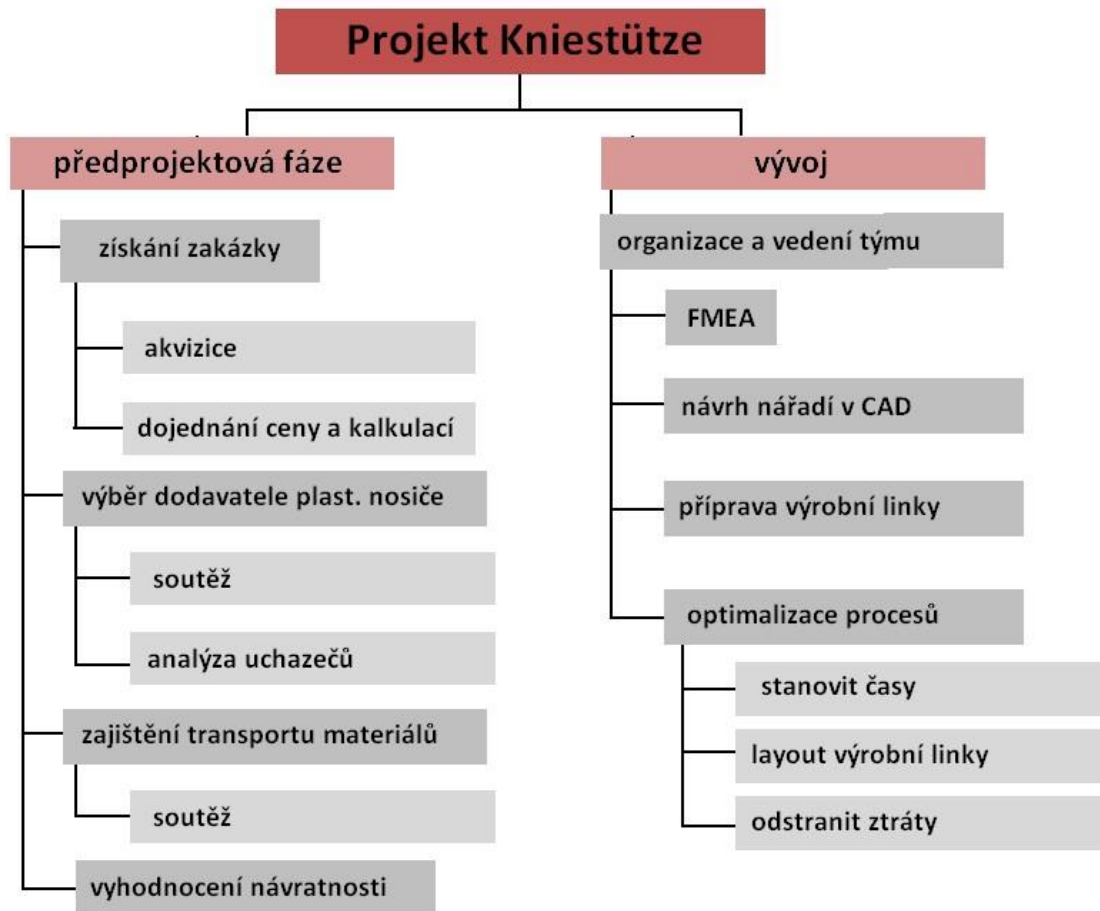 Projekt Kniestütze
předprojektová fáze
získání zakázky
akvizice
dojednání ceny a kalkulací
výběr dodavatele plast. nosiče
soutěž
analýza uchazečů
zajištění transportu materiálů
soutěž
vyhodnocení návratnosti
vývoj
organizace a vedení týmu
FMEA
návrh nářadí v CAD
příprava výrobní linky
optimalizace procesů
stanovit časy
layout výrobní linky
odstranit ztráty